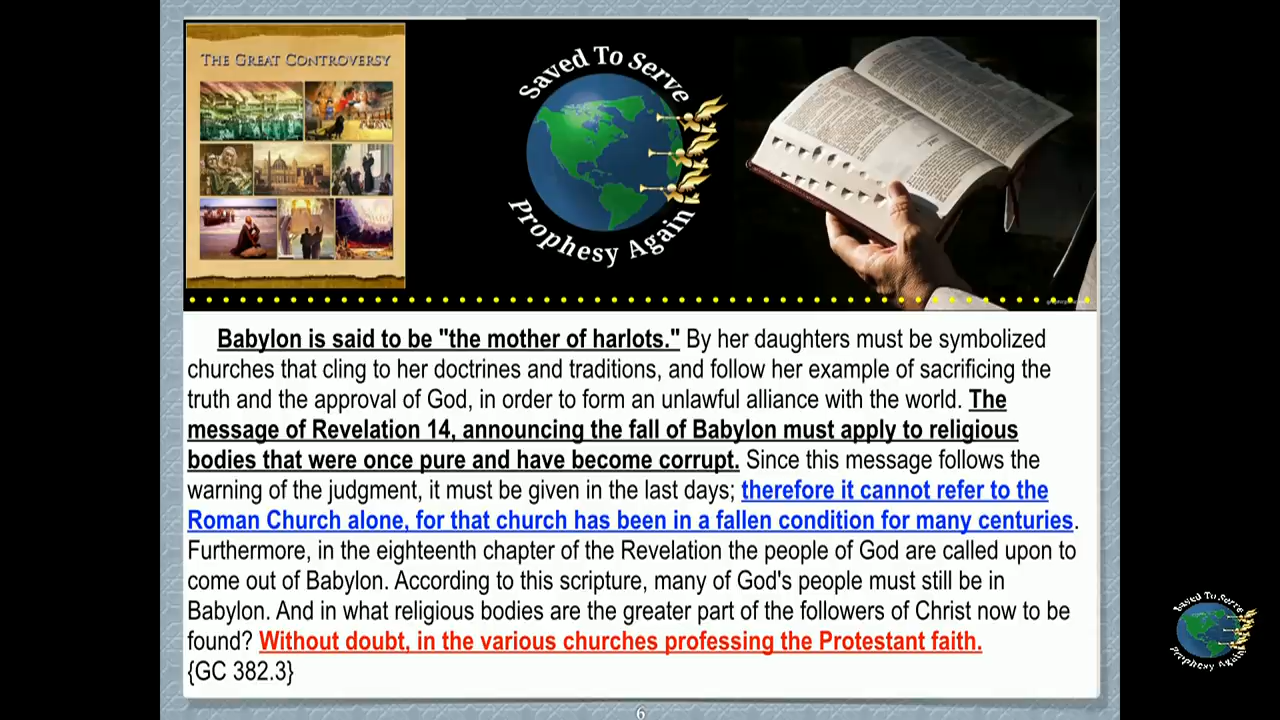 THE GREAT CONTROVERSY
Saved To Serve
Prophesy Again
Babylon is said to be "the mother of harlots." By her daughters must be symbolized
churches that cling to her doctrines and traditions, and follow her example of sacrificing the
truth and the approval of God, in order to form an unlawful alliance with the world. The
message of Revelation 14, announcing the fall of Babylon must apply to religious
bodies that were once pure and have become corrupt. Since this message follows the
warning of the judgment, it must be given in the last days; therefore it cannot refer to the
Roman Church alone, for that church has been in a fallen condition for many centuries.
Furthermore, in the eighteenth chapter of the Revelation the people of God are called upon to
come out of Babylon. According to this scripture, many of God's people must still be in
Babylon. And in what religious bodies are the greater part of the followers of Christ now to be
found? Without doubt, in the various churches professing the Protestant faith.
{GC 382.3}
6
Saved To Serve
Prophesy Again